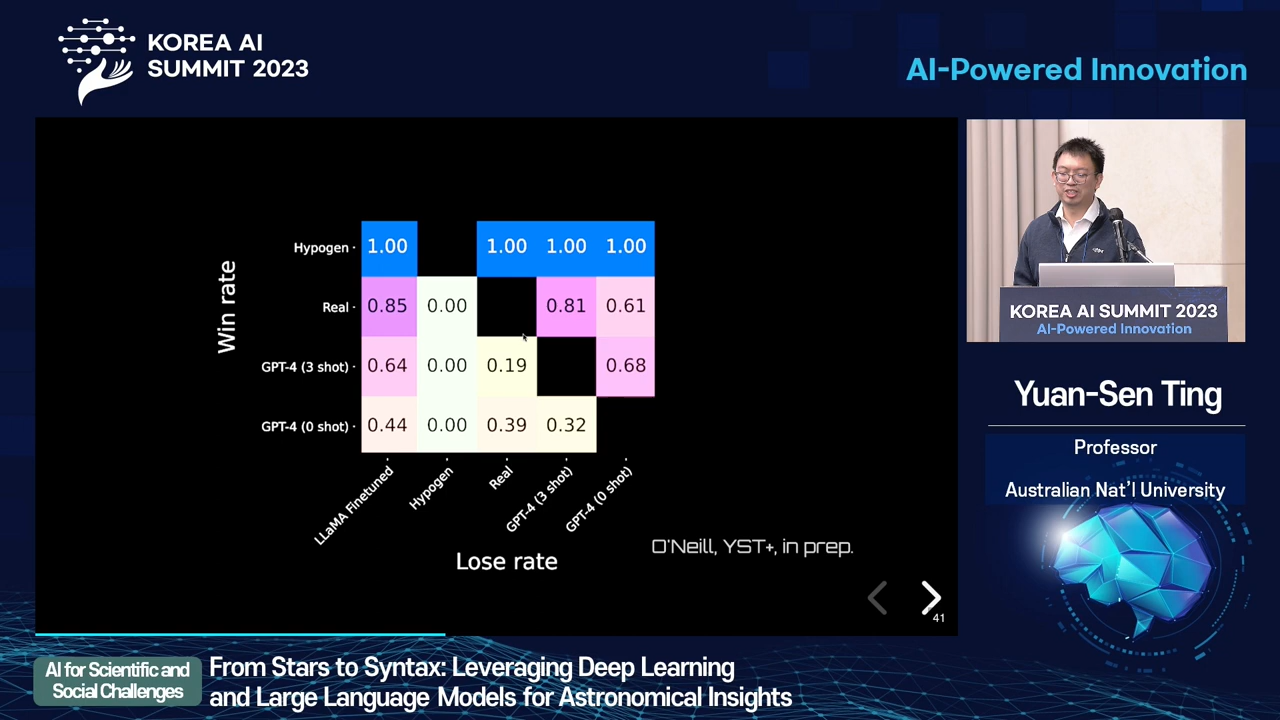 KOREA AI
SUMMIT 2023
AI-Powered Innovation
Win rate
Hypogen
1.00 1.00 1.00 1.00
Real
0.85 0.00 0.81 0.61
GPT-4 (3 shot)
0.64 0.00 0.19 0.68
GPT-4 (0 shot)
0.44 0.00 0.39 0.32
LLaMA Finetuned
Hypogen
Real
GPT-4 (3 shot)
GPT-4 (0 shot)
Lose rate
O'Neill, YST+, in prep.
41
KOREA AI SUMMIT 2023
AI-Powered Innovation
Yuan-Sen Ting
Professor
Australian Nat'l University
AI for Scientific and
Social Challenges
From Stars to Syntax: Leveraging Deep Learning
and Large Language Models for Astronomical Insights